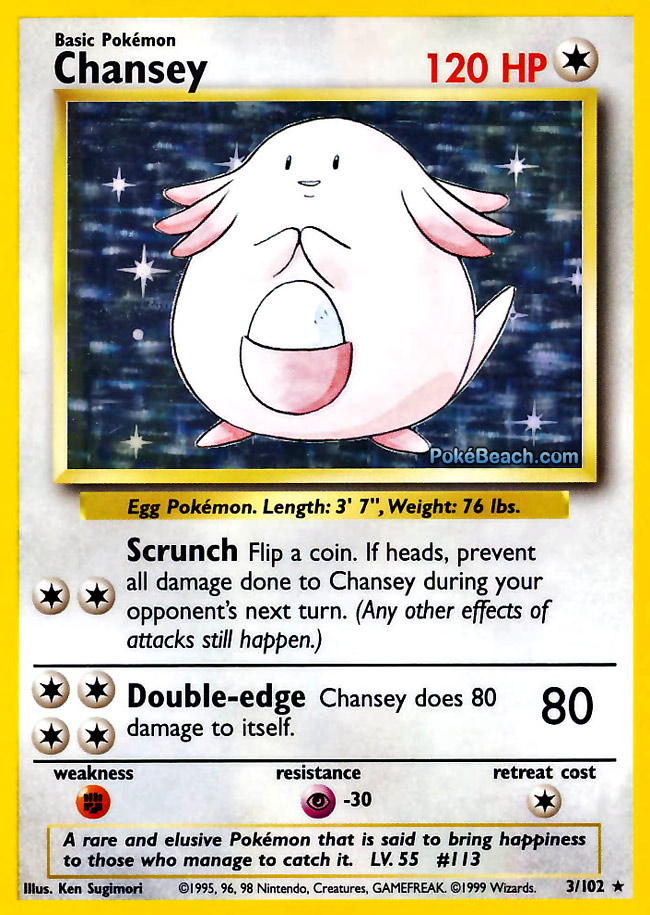 Basic Pokémon
Chansey
120 HP
PokéBeach.com
Egg Pokémon. Length: 3' 7", Weight: 76 lbs.
Scrunch Flip a coin. If heads, prevent
all damage done to Chansey during your
opponent's next turn. (Any other effects of
attacks still happen.)
Double-edge Chansey does 80
damage to itself.
80
weakness
resistance
retreat cost
-30
A rare and elusive Pokémon that is said to bring happiness
to those who manage to catch it. LV. 55 #113
Illus. Ken Sugimori
©1995, 96, 98 Nintendo, Creatures, GAMEFREAK. ©1999 Wizards.
3/102 ★